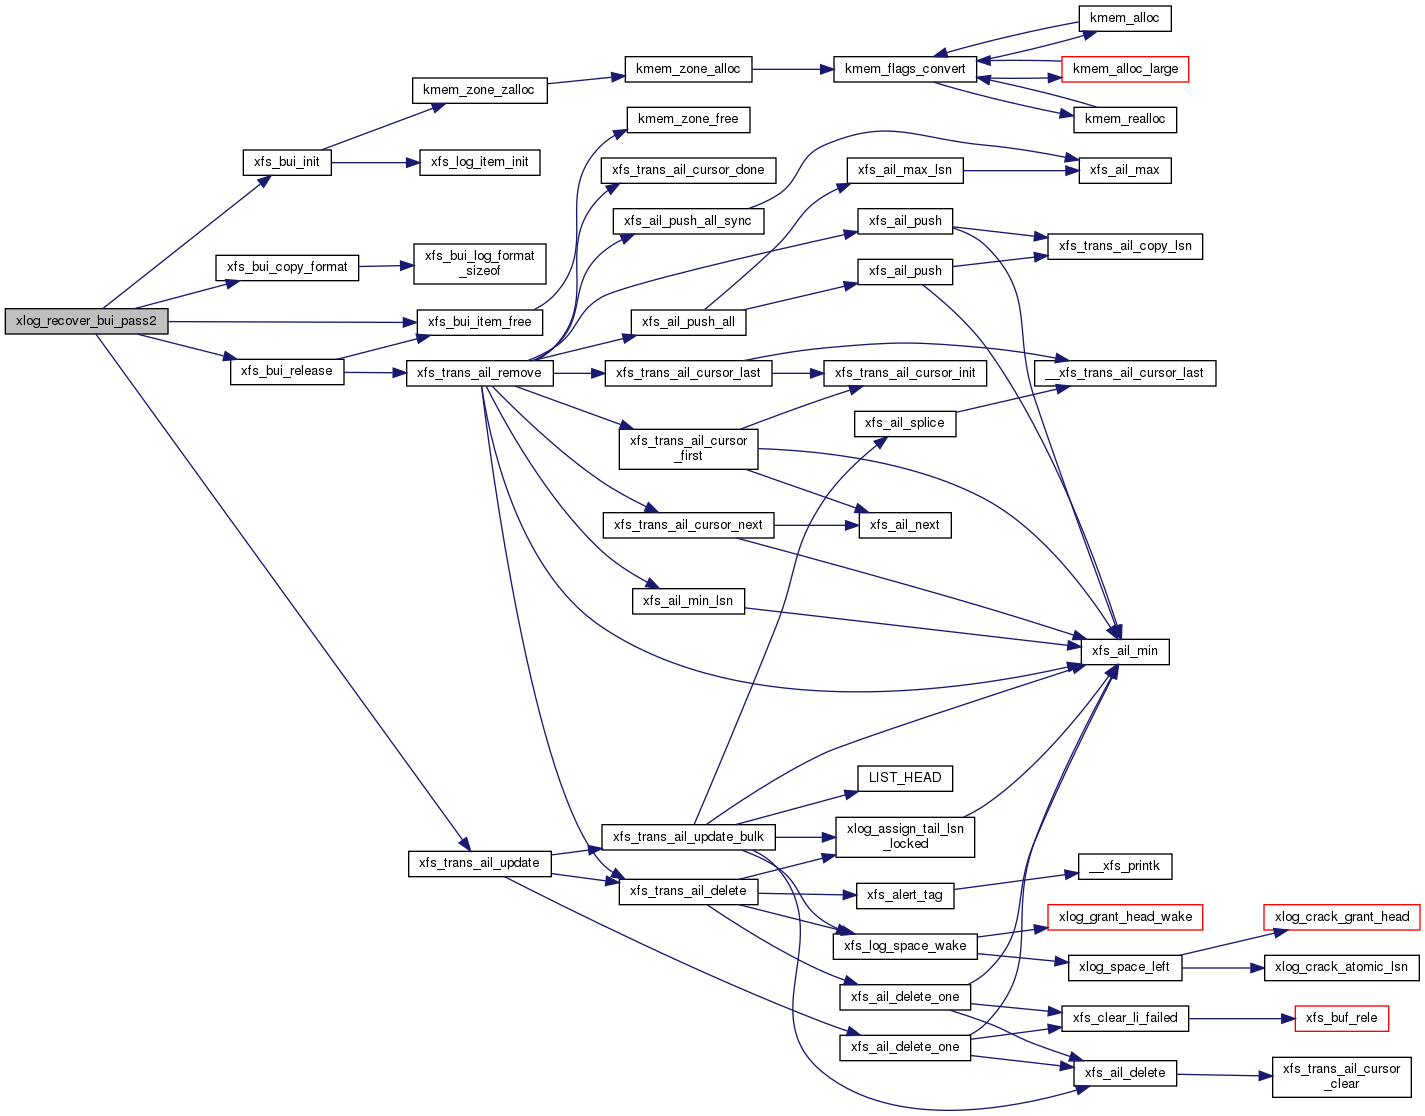 kmem_alloc
kmem_zone_alloc
kmem_flags_convert
kmem_alloc_large
kmem_zone_zalloc
kmem_zone_free
kmem_realloc
xfs_bui_init
xfs_log_item_init
xfs_trans_ail_cursor_done
xfs_ail_max_lsn
xfs_ail_max
xfs_ail_push_all_sync
xfs_ail_push
xfs_trans_ail_copy_lsn
xfs_bui_copy_format
xfs_bui_log_format
_sizeof
xfs_ail_push
xlog_recover_bui_pass2
xfs_bui_item_free
xfs_ail_push_all
xfs_bui_release
xfs_trans_ail_remove
xfs_trans_ail_cursor_last
xfs_trans_ail_cursor_init
__xfs_trans_ail_cursor_last
xfs_ail_splice
xfs_trans_ail_cursor
_first
xfs_trans_ail_cursor_next
xfs_ail_next
xfs_ail_min_lsn
xfs_ail_min
LIST_HEAD
xfs_trans_ail_update_bulk
xlog_assign_tail_lsn
_locked
xfs_trans_ail_update
xfs_trans_ail_delete
xfs_alert_tag
__xfs_printk
xlog_grant_head_wake
xlog_crack_grant_head
xfs_log_space_wake
xlog_space_left
xlog_crack_atomic_lsn
xfs_ail_delete_one
xfs_clear_li_failed
xfs_buf_rele
xfs_ail_delete_one
xfs_ail_delete
xfs_trans_ail_cursor
_clear